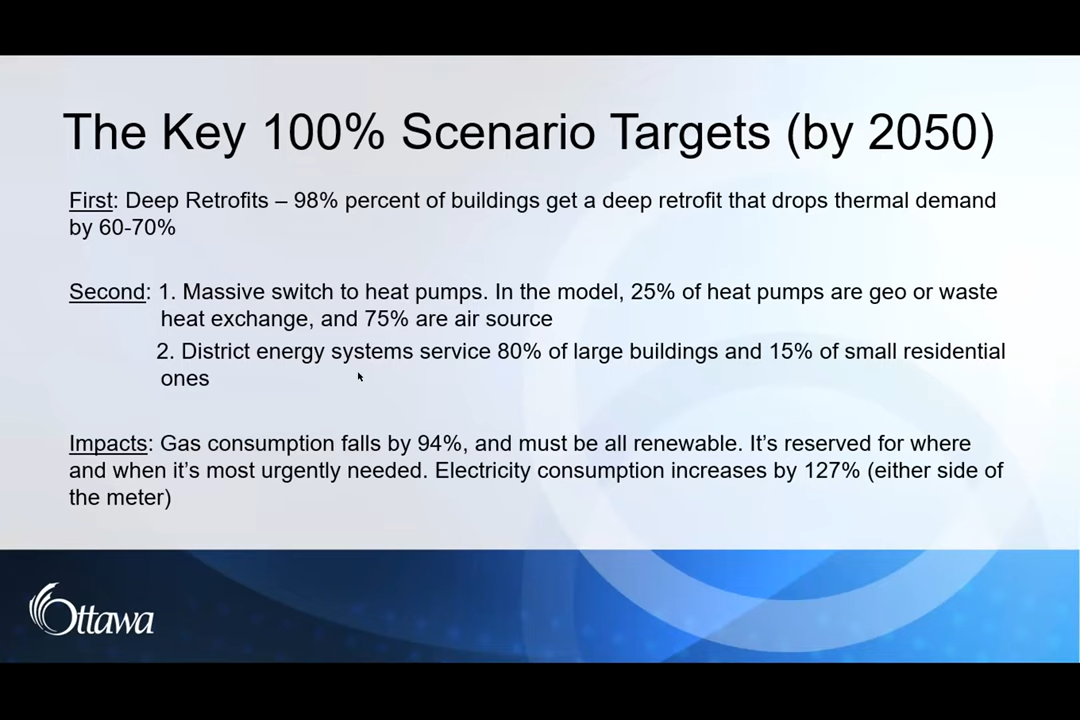 The Key 100% Scenario Targets (by 2050)
First: Deep Retrofits – 98% percent of buildings get a deep retrofit that drops thermal demand
by 60-70%
Second: 1. Massive switch to heat pumps. In the model, 25% of heat pumps are geo or waste
heat exchange, and 75% are air source
2. District energy systems service 80% of large buildings and 15% of small residential
ones
Impacts: Gas consumption falls by 94%, and must be all renewable. It’s reserved for where
and when it’s most urgently needed. Electricity consumption increases by 127% (either side of
the meter)
Ottawa